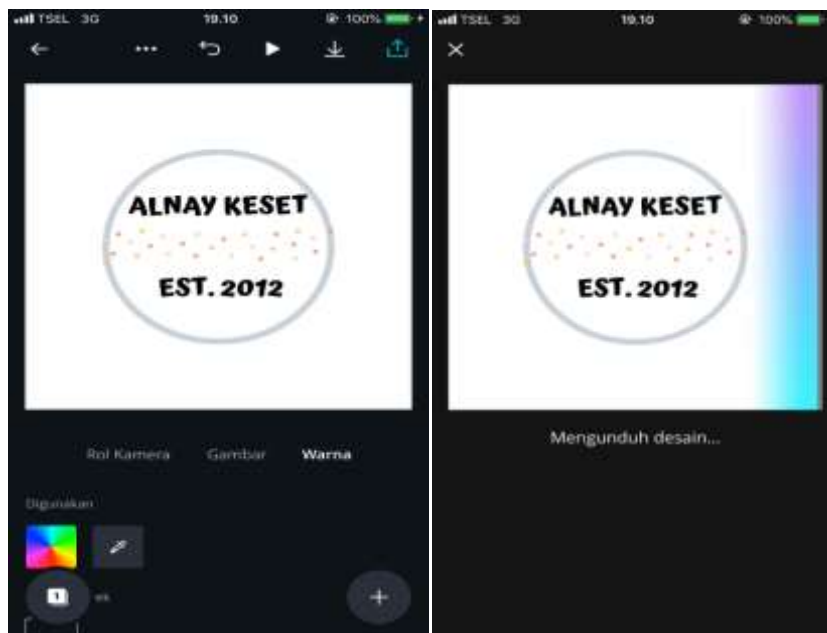 TSEL 3G 19.10 100%
ALNAY KESET
EST. 2012
Rol Kamera Gambar Warna
Digunakan
1
TSEL 3G 19.10 100%
ALNAY KESET
EST. 2012
Mengunduh desain...